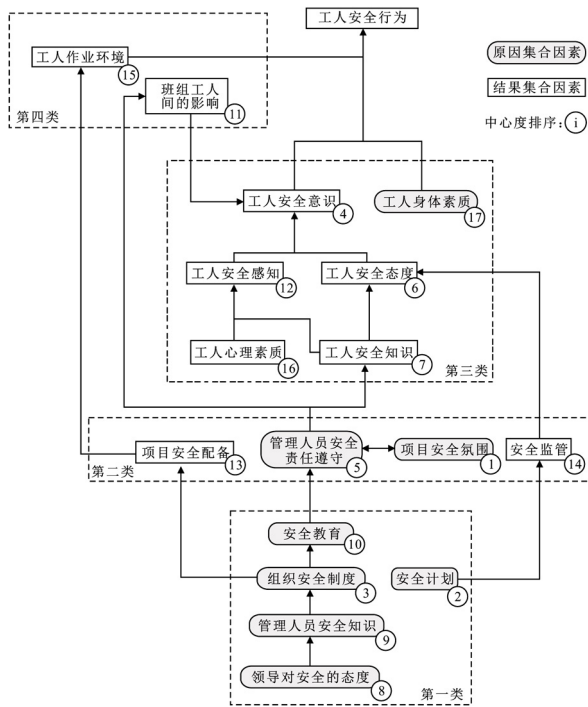 工人安全行为
工人作业环境
15
原因集合因素
班组工人
间的影响
11
结果集合因素
第四类
中心度排序:
i
工人安全意识
4
工人身体素质
17
工人安全感知
12
工人安全态度
6
工人心理素质
16
工人安全知识
7
第三类
管理人员安全
责任遵守
5
项目安全氛围
1
安全监管
14
项目安全配备
13
第二类
安全教育
10
组织安全制度
3
安全计划
2
管理人员安全知识
9
领导对安全的态度
8
第一类